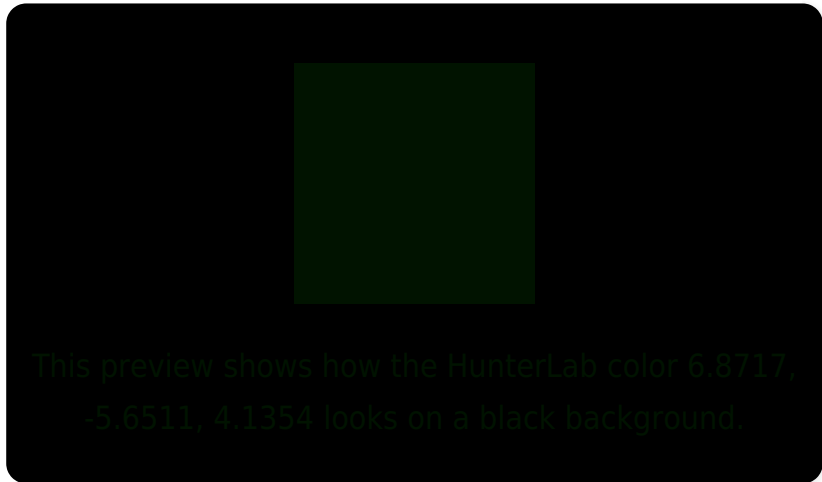 This preview shows how the HunterLab color 6.8717,
-5.6511, 4.1354 looks on a black background.